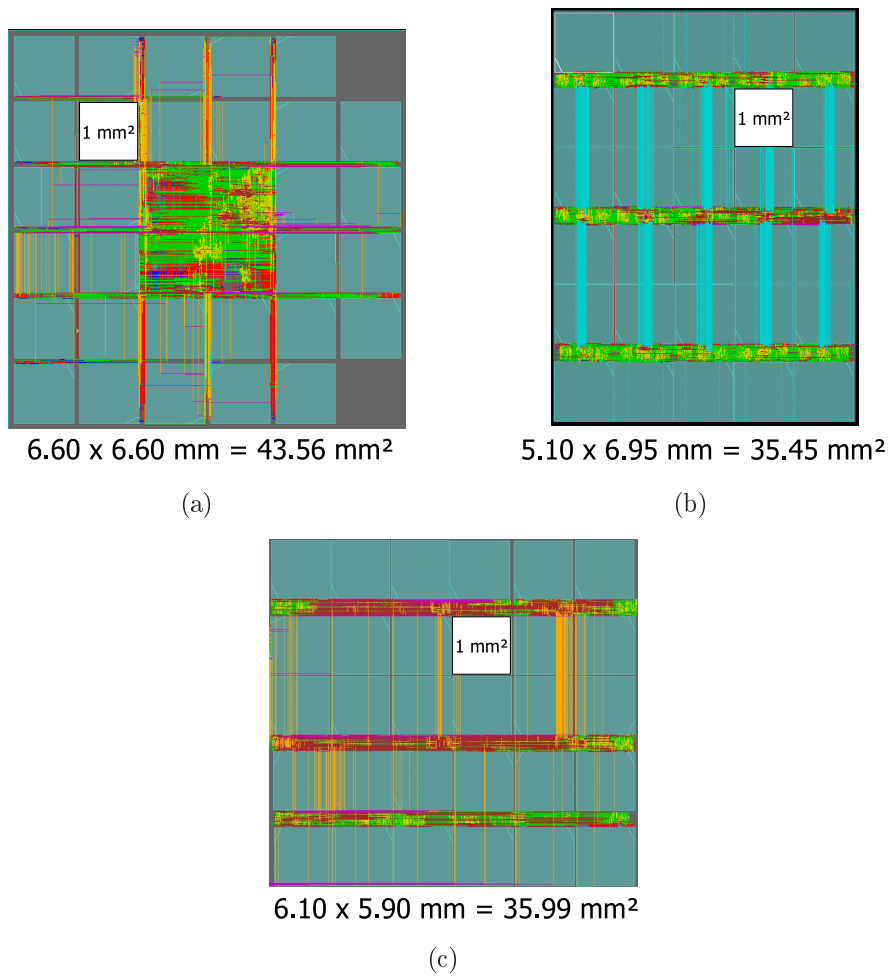 1 mm²
1 mm²
6.60 x 6.60 mm = 43.56 mm²
5.10 x 6.95 mm = 35.45 mm²
(a)
(b)
1 mm²
6.10 x 5.90 mm = 35.99 mm²
(c)